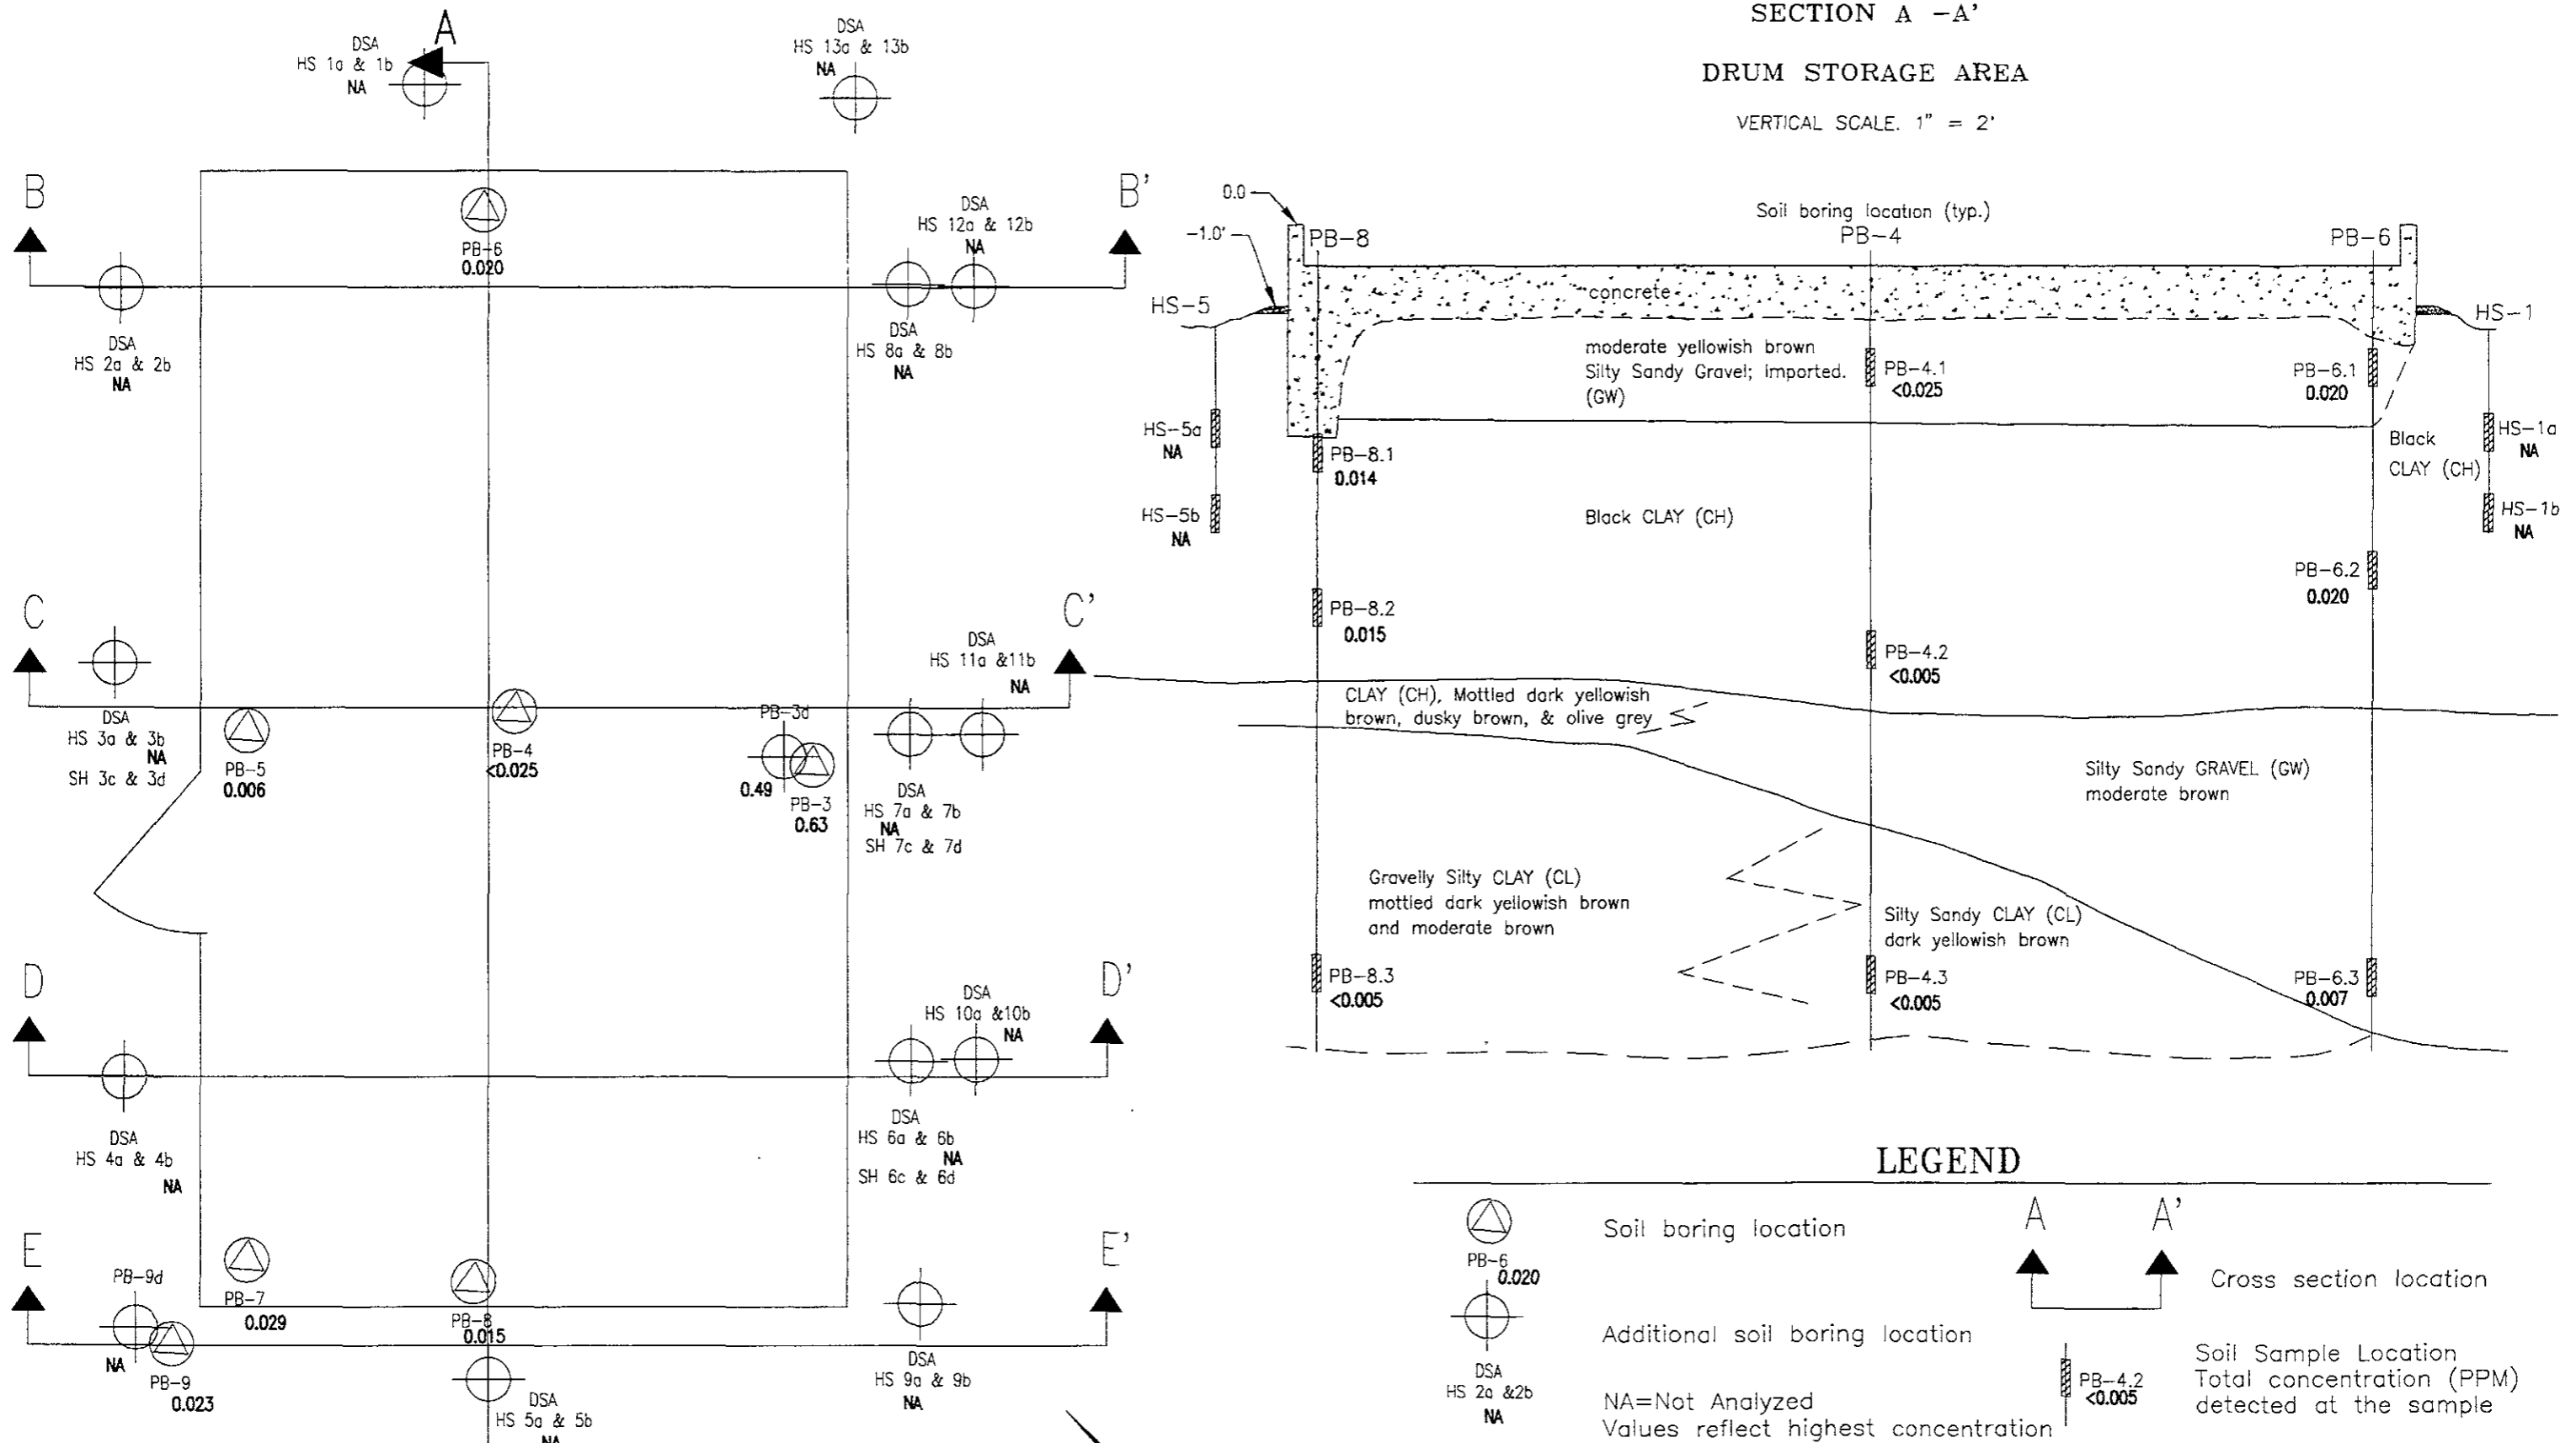 A
DSA
HS 1a & 1b
NA
DSA
HS 13a & 13b
NA
B
B'
PB-6
0.020
DSA
HS 12a & 12b
NA
DSA
HS 2a & 2b
NA
DSA
HS 8a & 8b
NA
C
C'
DSA
HS 11a &11b
NA
DSA
HS 3a & 3b
NA
SH 3c & 3d
PB-5
0.006
PB-4
<0.025
PB-3d
0.49
PB-3
0.63
DSA
HS 7a & 7b
NA
SH 7c & 7d
D
D'
DSA
HS 10a &10b
NA
DSA
HS 4a & 4b
NA
DSA
HS 6a & 6b
NA
SH 6c & 6d
E
E'
PB-9d
NA
PB-9
0.023
PB-7
0.029
PB-8
0.015
DSA
HS 5a & 5b
NA
DSA
HS 9a & 9b
NA
SECTION A -A'
DRUM STORAGE AREA
VERTICAL SCALE. 1" = 2'
0.0
-1.0'
Soil boring location (typ.)
PB-8
PB-4
PB-6
HS-5
concrete
HS-1
moderate yellowish brown
Silty Sandy Gravel; imported.
(GW)
PB-4.1
<0.025
PB-6.1
0.020
HS-5a
NA
PB-8.1
0.014
Black
CLAY (CH)
HS-1a
NA
HS-5b
NA
Black CLAY (CH)
HS-1b
NA
PB-6.2
0.020
PB-8.2
0.015
PB-4.2
<0.005
CLAY (CH), Mottled dark yellowish
brown, dusky brown, & olive grey
Silty Sandy GRAVEL (GW)
moderate brown
Gravelly Silty CLAY (CL)
mottled dark yellowish brown
and moderate brown
Silty Sandy CLAY (CL)
dark yellowish brown
PB-8.3
<0.005
PB-4.3
<0.005
PB-6.3
0.007
LEGEND
PB-6
0.020
Soil boring location
A A'
Cross section location
DSA
HS 2a &2b
NA
Additional soil boring location
NA=Not Analyzed
Values reflect highest concentration
PB-4.2
<0.005
Soil Sample Location
Total concentration (PPM)
detected at the sample